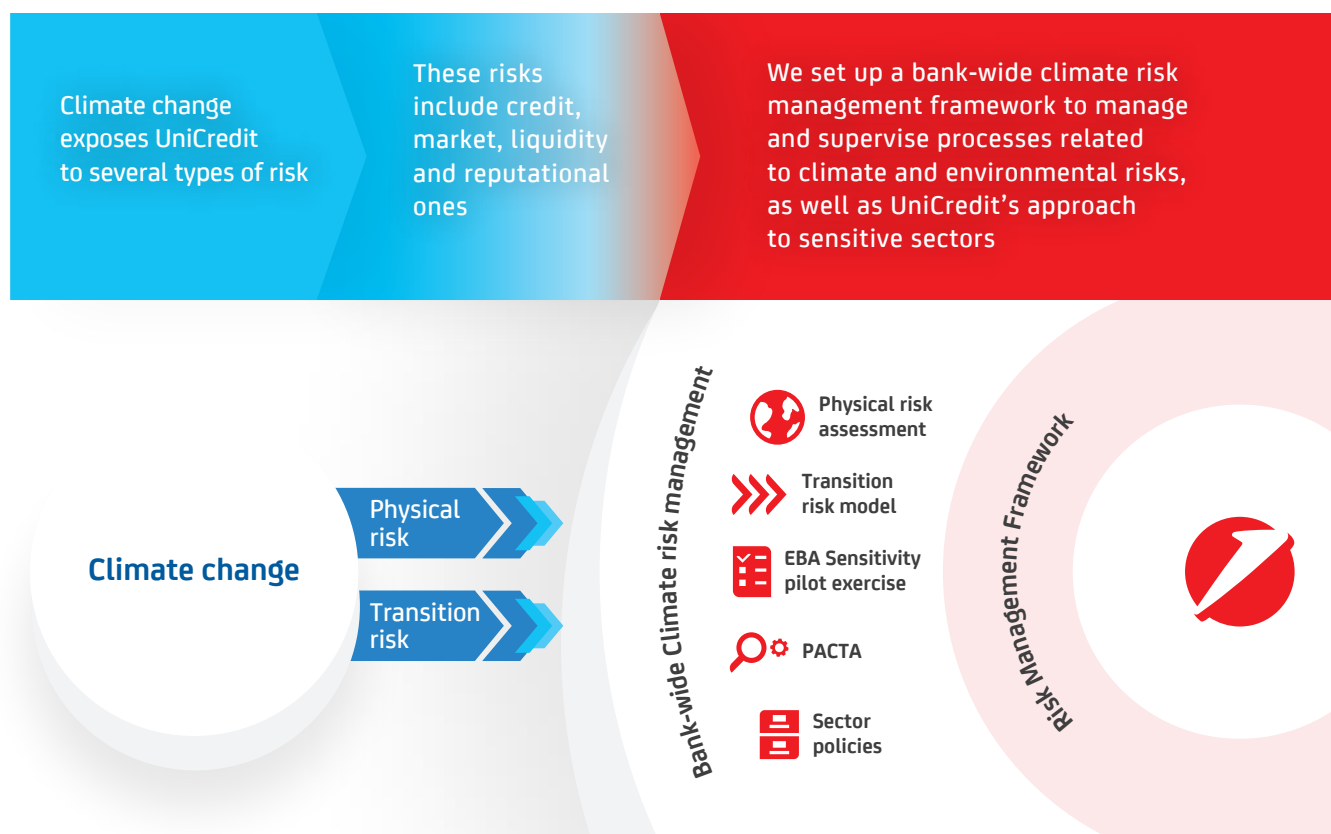 Climate change
exposes UniCredit
to several types of risk
These risks
include credit,
market, liquidity
and reputational
ones
We set up a bank-wide climate risk
management framework to manage
and supervise processes related
to climate and environmental risks,
as well as UniCredit's approach
to sensitive sectors
Climate change
Physical
risk
Transition
risk
Bank-wide Climate risk management
Physical risk
assessment
Transition
risk model
EBA Sensitivity
pilot exercise
PACTA
Sector
policies
Risk Management Framework